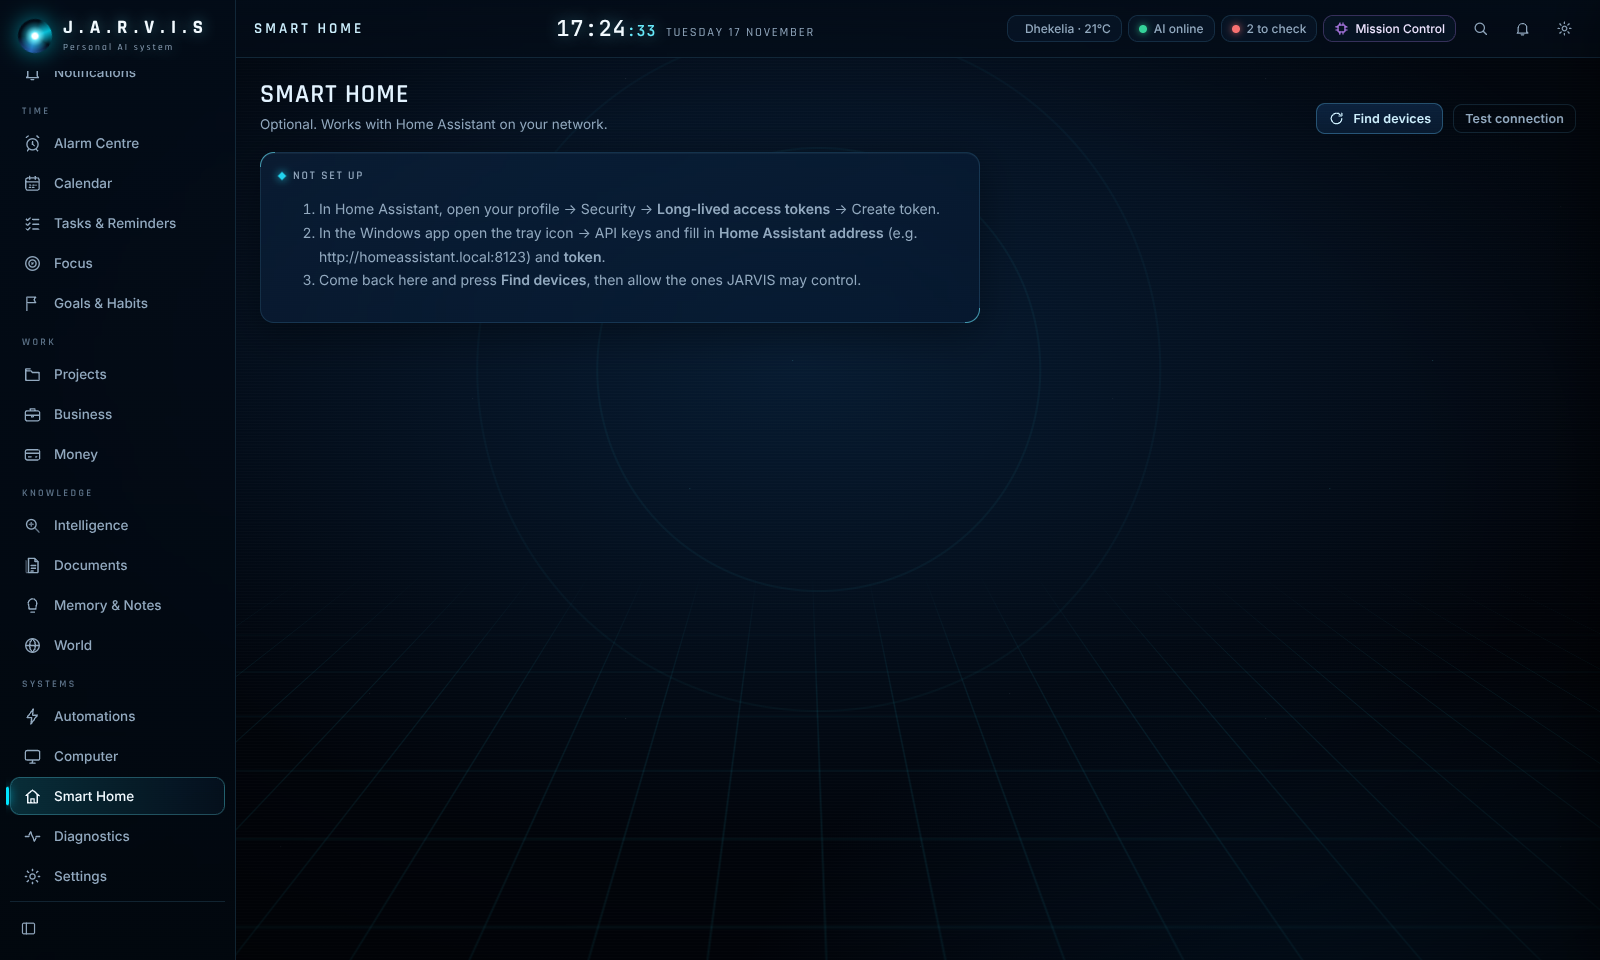 J.A.R.V.I.S
Personal AI system
Notifications
TIME
Alarm Centre
Calendar
Tasks & Reminders
Focus
Goals & Habits
WORK
Projects
Business
Money
KNOWLEDGE
Intelligence
Documents
Memory & Notes
World
SYSTEMS
Automations
Computer
Smart Home
Diagnostics
Settings
SMART HOME
17:24:33 TUESDAY 17 NOVEMBER
Dhekelia · 21°C
AI online
2 to check
Mission Control
SMART HOME
Optional. Works with Home Assistant on your network.
Find devices
Test connection
NOT SET UP
1. In Home Assistant, open your profile → Security → Long-lived access tokens → Create token.
2. In the Windows app open the tray icon → API keys and fill in Home Assistant address (e.g.
http://homeassistant.local:8123) and token.
3. Come back here and press Find devices, then allow the ones JARVIS may control.